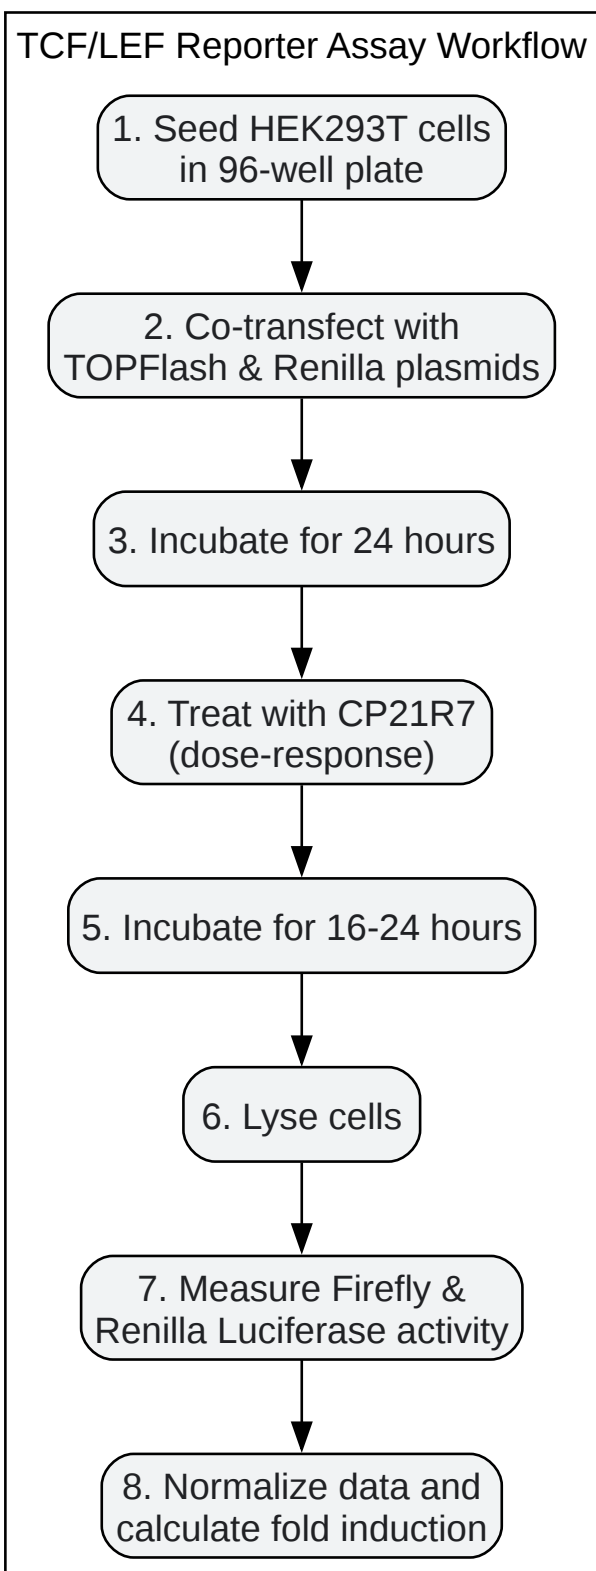 TCF/LEF Reporter Assay Workflow
1. Seed HEK293T cells
in 96-well plate
2. Co-transfect with
TOPFlash & Renilla plasmids
3. Incubate for 24 hours
4. Treat with CP21R7
(dose-response)
5. Incubate for 16-24 hours
6. Lyse cells
7. Measure Firefly &
Renilla Luciferase activity
8. Normalize data and
calculate fold induction